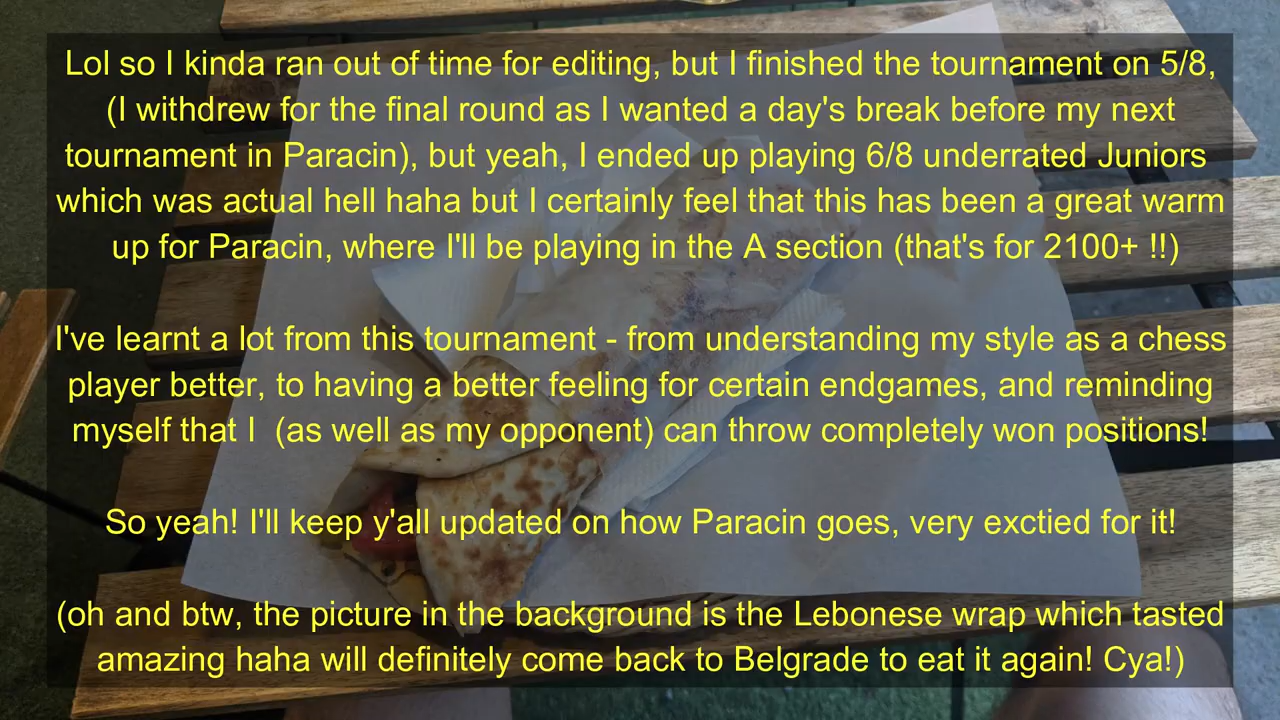 Lol so I kinda ran out of time for editing, but I finished the tournament on 5/8,
(I withdrew for the final round as I wanted a day's break before my next
tournament in Paracin), but yeah, I ended up playing 6/8 underrated Juniors
which was actual hell haha but I certainly feel that this has been a great warm
up for Paracin, where I'll be playing in the A section (that's for 2100+ !!)
I've learnt a lot from this tournament - from understanding my style as a chess
player better, to having a better feeling for certain endgames, and reminding
myself that I  (as well as my opponent) can throw completely won positions!
So yeah! I'll keep y'all updated on how Paracin goes, very exctied for it!
(oh and btw, the picture in the background is the Lebonese wrap which tasted
amazing haha will definitely come back to Belgrade to eat it again! Cya!)